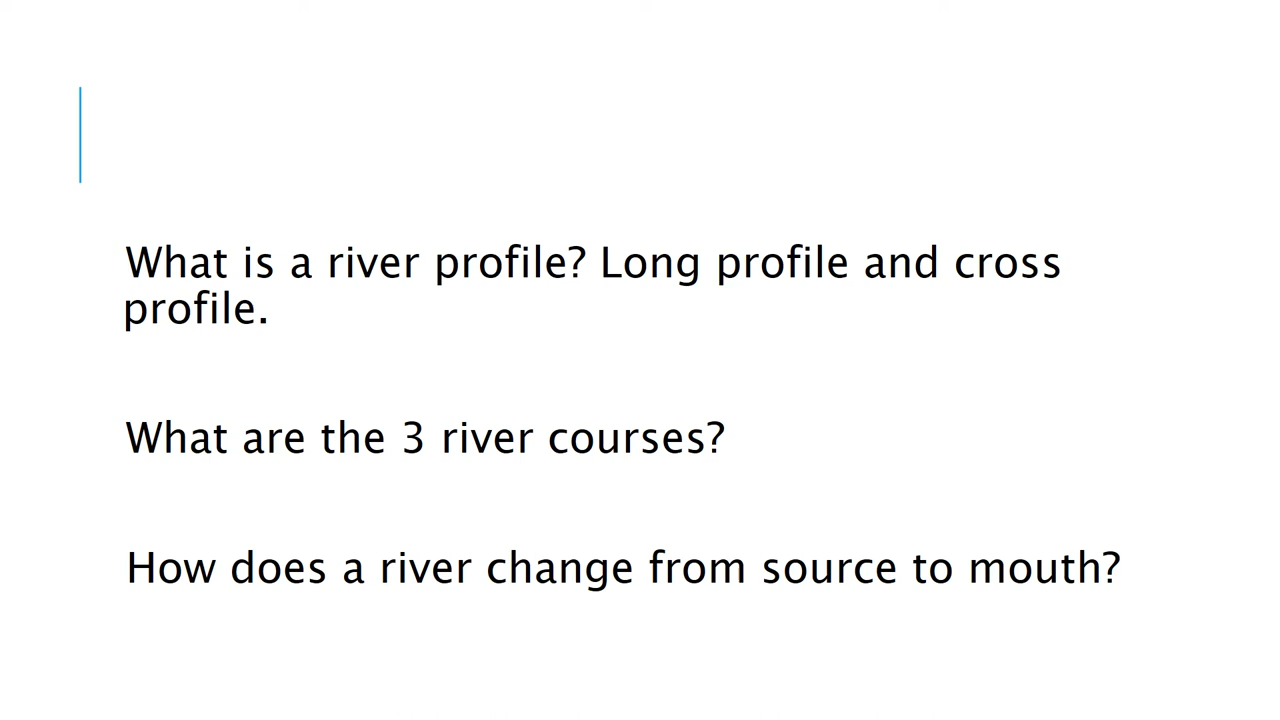 What is a river profile? Long profile and cross
profile.
What are the 3 river courses?
How does a river change from source to mouth?